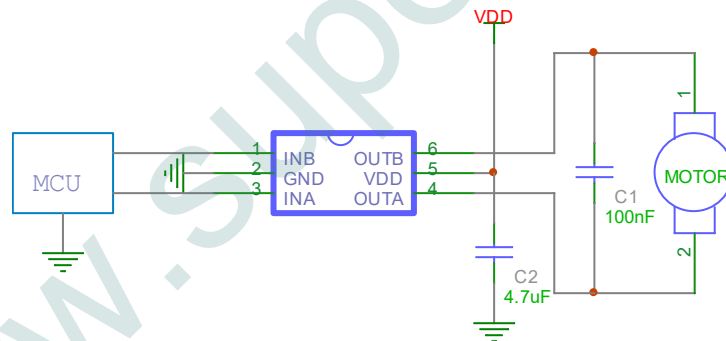 VDD
MCU
1 INB OUTB 6
2 GND VDD 5
3 INA OUTA 4
C1
100nF
C2
4.7uF
1
MOTOR
2
w.supe